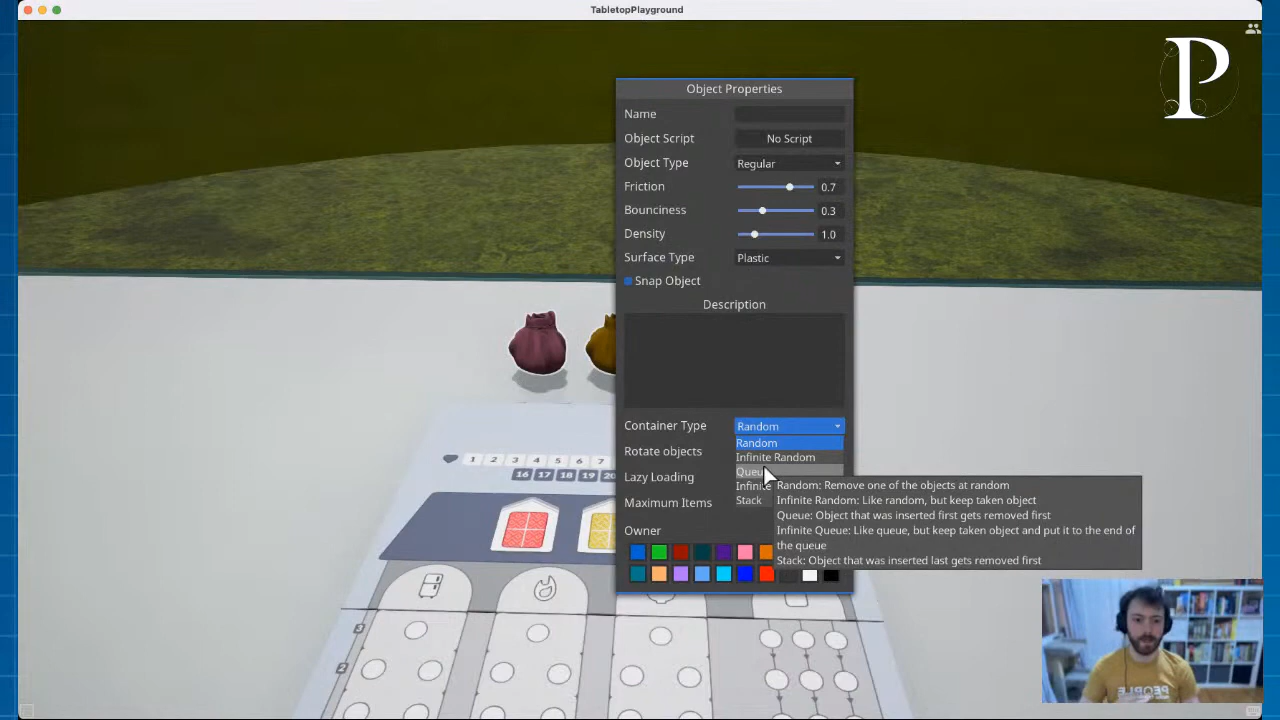 TabletopPlayground
P
Object Properties
Name
Object Script No Script
Object Type Regular
Friction 0.7
Bounciness 0.3
Density 1.0
Surface Type Plastic
Snap Object
Description
Container Type Random
Random
Rotate objects
Infinite Random
Lazy Loading
Queue
Infinite
Maximum Items
Stack
Owner
Random: Remove one of the objects at random
Infinite Random: Like random, but keep taken object
Queue: Object that was inserted first gets removed first
Infinite Queue: Like queue, but keep taken object and put it to the end of
the queue
Stack: Object that was inserted last gets removed first
1 2 3 4 5 6 7
16 17 18 19 20
3
2
PEOPLE